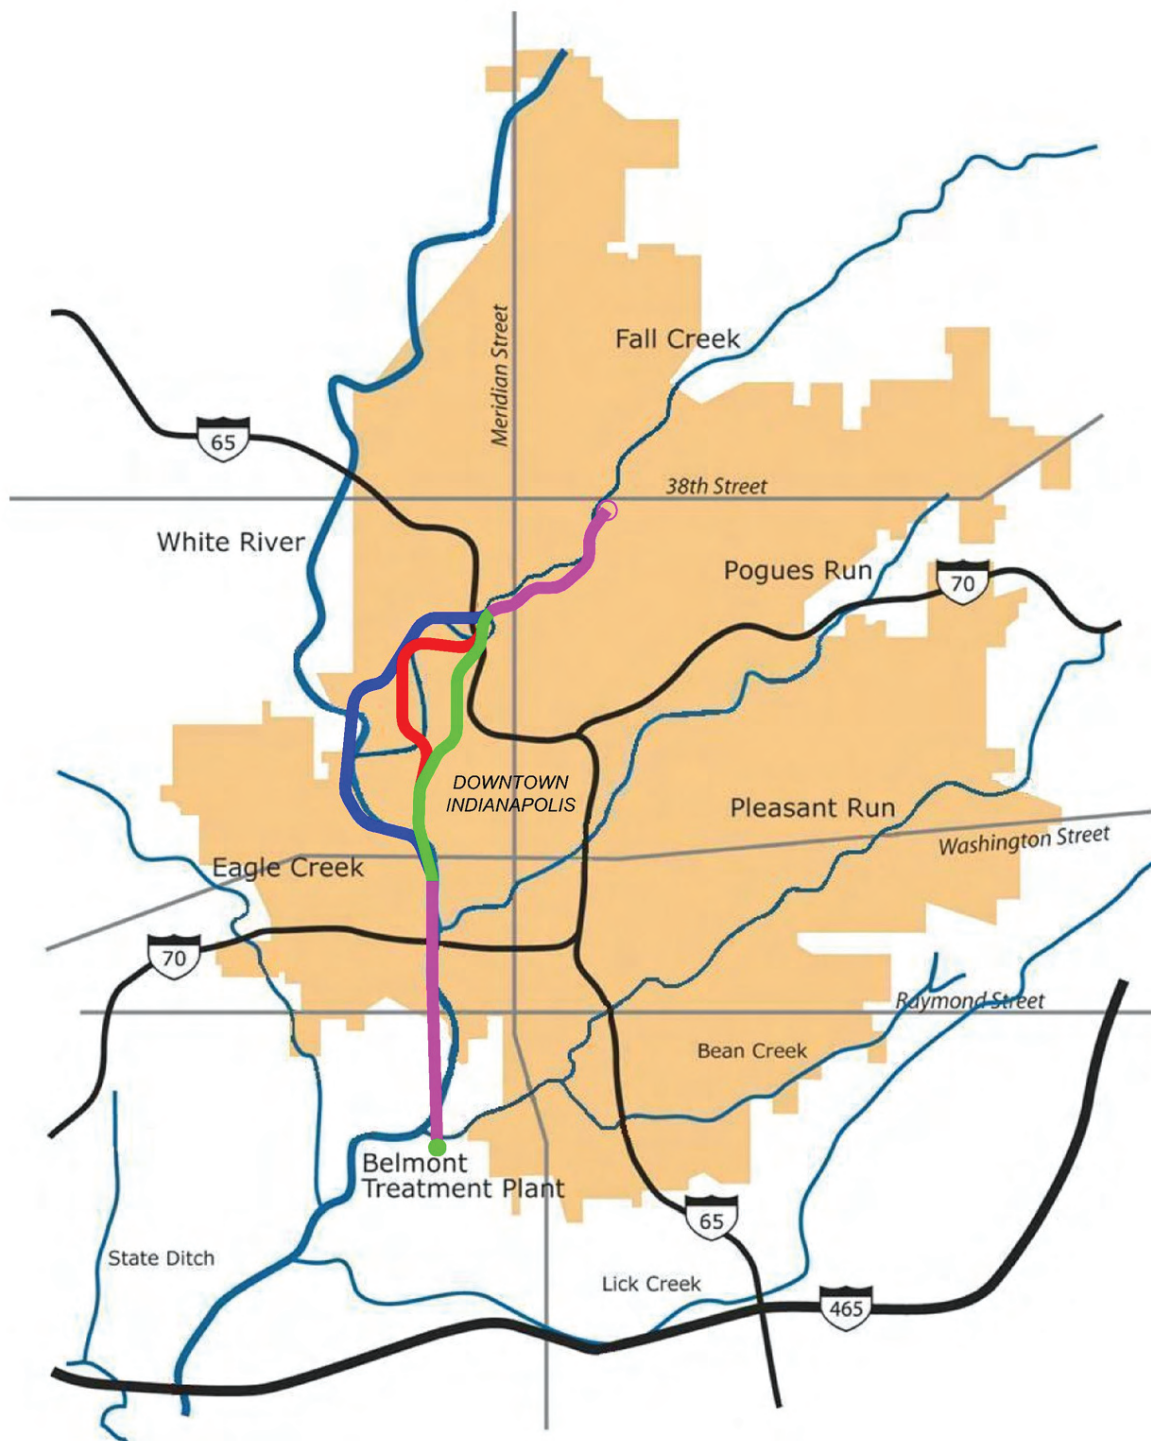 Meridian Street
Fall Creek
65
38th Street
White River
Pogues Run
70
DOWNTOWN
INDIANAPOLIS
Pleasant Run
Washington Street
Eagle Creek
70
Raymond Street
Bean Creek
Belmont
Treatment Plant
65
State Ditch
Lick Creek
465